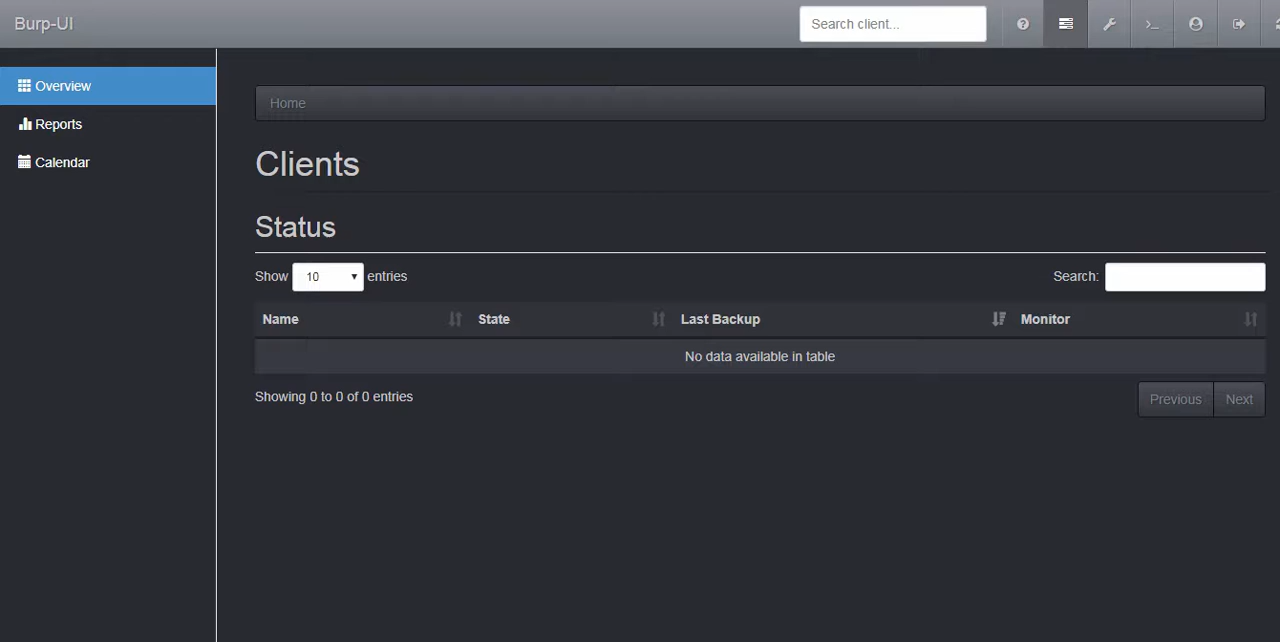 Burp-UI
Search client...
Overview
Reports
Calendar
Home
Clients
Status
Show 10 entries Search:
Name State Last Backup Monitor
No data available in table
Showing 0 to 0 of 0 entries
Previous Next